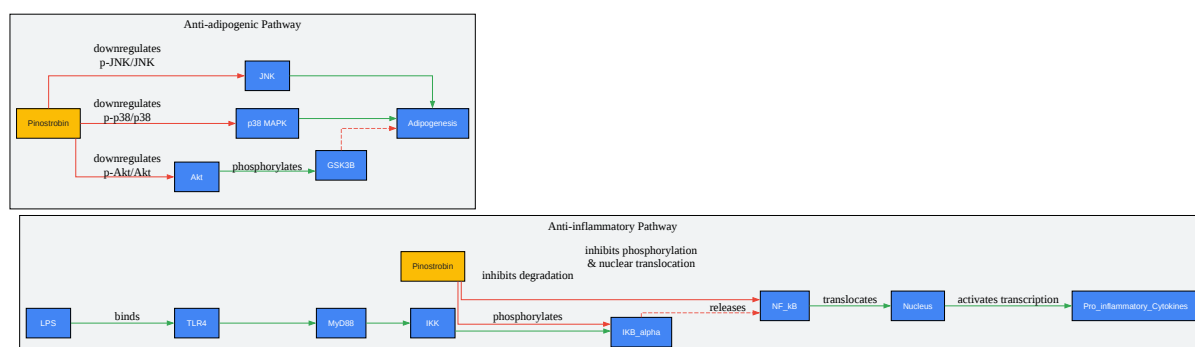 Anti-adipogenic Pathway
downregulates
p-JNK/JNK
JNK
downregulates
p-p38/p38
Pinostrobin
p38 MAPK
Adipogenesis
downregulates
p-Akt/Akt
Akt
phosphorylates
GSK3B
Anti-inflammatory Pathway
Pinostrobin
inhibits degradation
inhibits phosphorylation
& nuclear translocation
LPS
binds
TLR4
MyD88
IKK
phosphorylates
IKB_alpha
releases
NF_kB
translocates
Nucleus
activates transcription
Pro_inflammatory_Cytokines